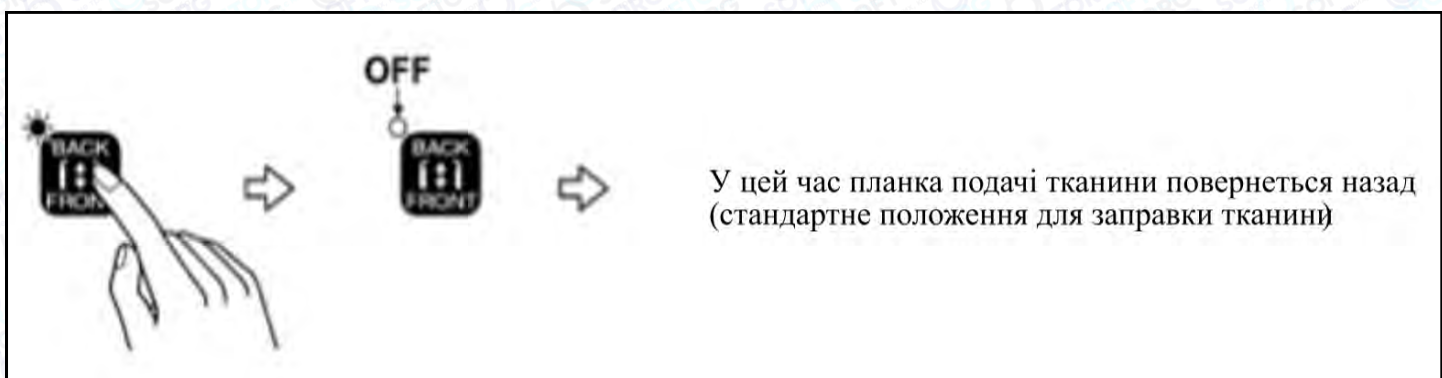 OFF
BACK
FRONT
BACK
FRONT
У цей час планка подачі тканини повернеться назад
(стандартне положення для заправки тканини)